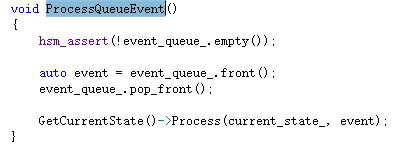 void ProcessQueueEvent()
{
hsm_assert(!event_queue_.empty());
auto event = event_queue_.front();
event_queue_.pop_front();
GetCurrentState()->Process(current_state_, event);
}